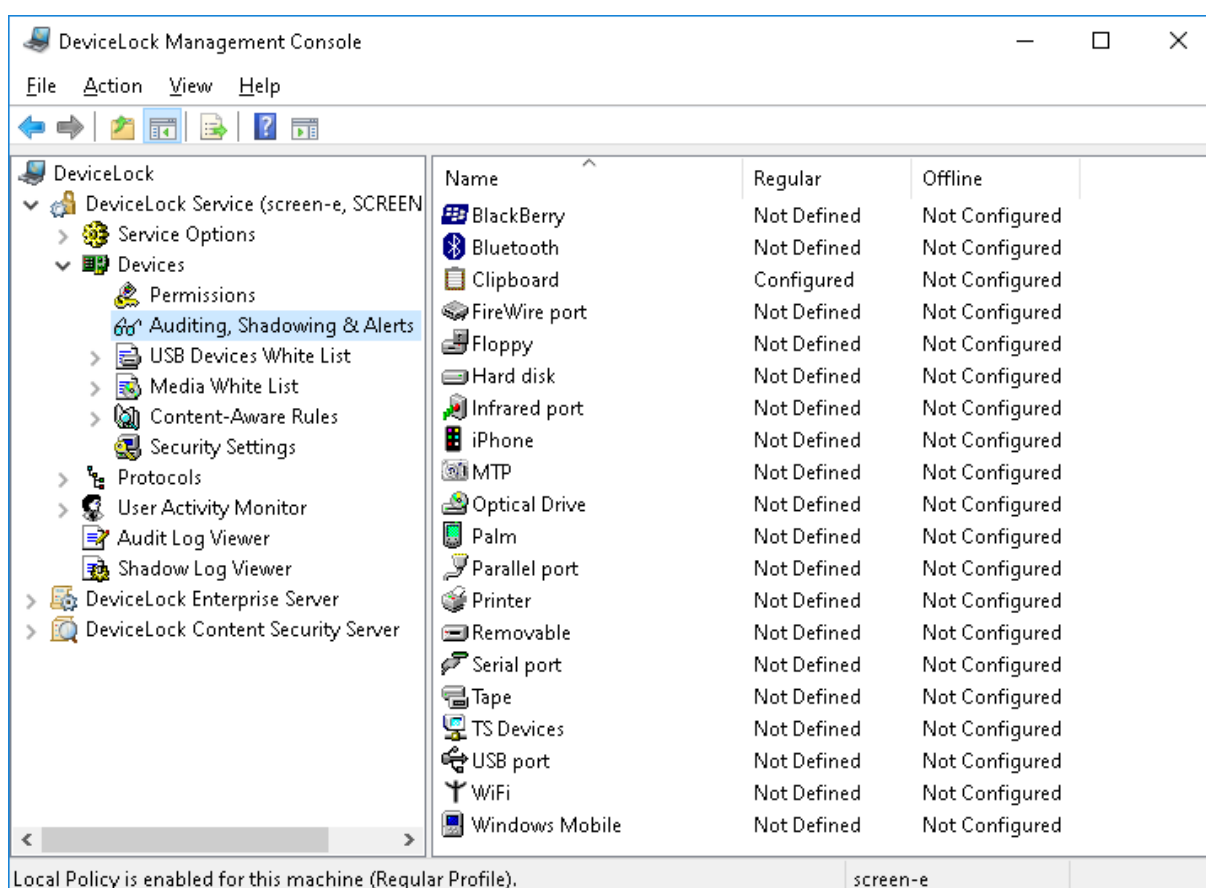 DeviceLock Management Console
File Action View Help
DeviceLock
DeviceLock Service (screen-e, SCREEN
Service Options
Devices
Permissions
Auditing, Shadowing & Alerts
USB Devices White List
Media White List
Content-Aware Rules
Security Settings
Protocols
User Activity Monitor
Audit Log Viewer
Shadow Log Viewer
DeviceLock Enterprise Server
DeviceLock Content Security Server
Name Regular Offline
BlackBerry Not Defined Not Configured
Bluetooth Not Defined Not Configured
Clipboard Configured Not Configured
FireWire port Not Defined Not Configured
Floppy Not Defined Not Configured
Hard disk Not Defined Not Configured
Infrared port Not Defined Not Configured
iPhone Not Defined Not Configured
MTP Not Defined Not Configured
Optical Drive Not Defined Not Configured
Palm Not Defined Not Configured
Parallel port Not Defined Not Configured
Printer Not Defined Not Configured
Removable Not Defined Not Configured
Serial port Not Defined Not Configured
Tape Not Defined Not Configured
TS Devices Not Defined Not Configured
USB port Not Defined Not Configured
WiFi Not Defined Not Configured
Windows Mobile Not Defined Not Configured
Local Policy is enabled for this machine (Regular Profile). screen-e